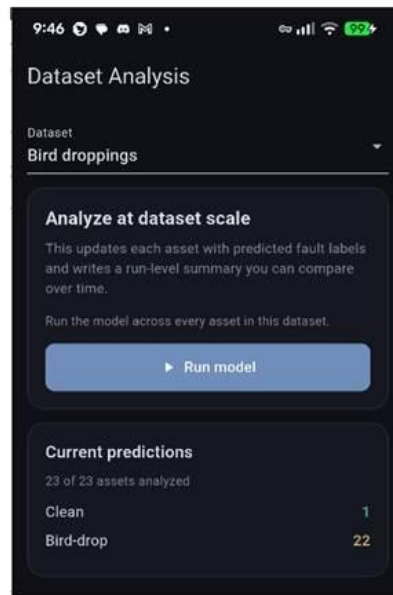 9:46 99
Dataset Analysis
Dataset
Bird droppings
Analyze at dataset scale
This updates each asset with predicted fault labels
and writes a run-level summary you can compare
over time.
Run the model across every asset in this dataset.
Run model
Current predictions
23 of 23 assets analyzed
Clean 1
Bird-drop 22